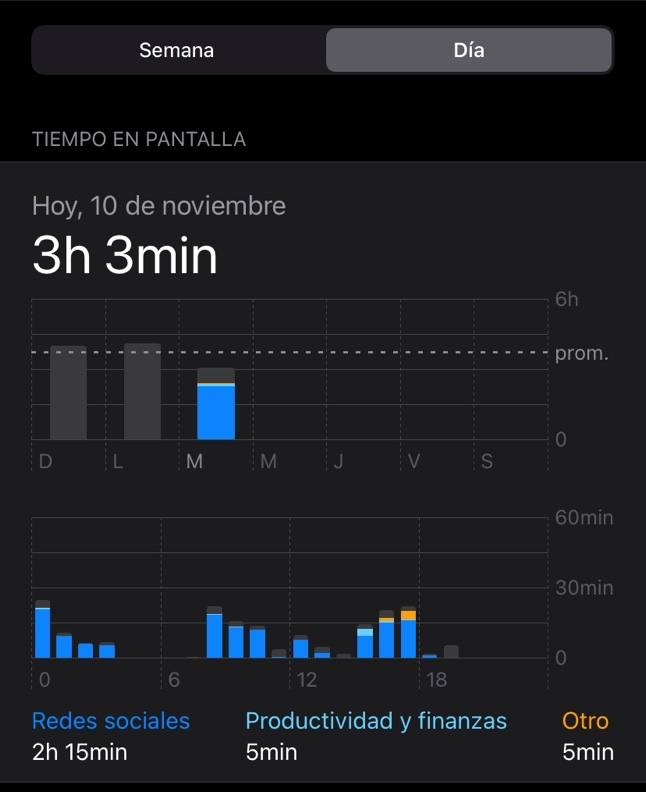 Semana Día
TIEMPO EN PANTALLA
Hoy, 10 de noviembre
3h 3min
6h
prom.
0
D L M M J V S
60min
30min
0
0 6 12 18
Redes sociales Productividad y finanzas Otro
2h 15min 5min 5min